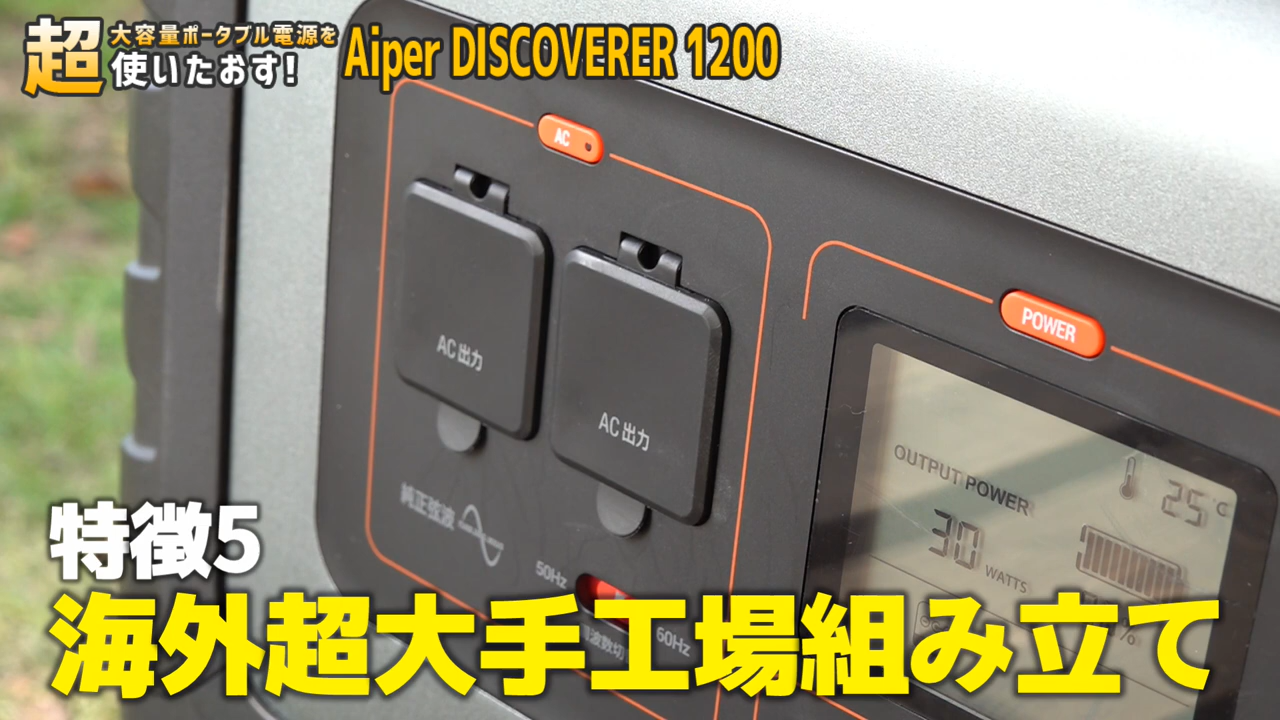 超
大容量ポータブル電源を
使いたおす!
Aiper DISCOVERER 1200
AC
POWER
AC出力
AC出力
OUTPUT POWER
25°C
30
WATTS
純正弦波
50Hz
60Hz
特徴5
海外超大手工場組み立て